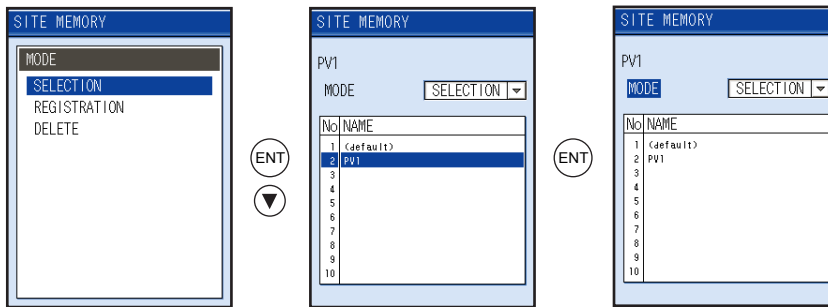 SITE MEMORY
MODE
SELECTION
REGISTRATION
DELETE
ENT
▼
SITE MEMORY
PV1
MODE SELECTION
No NAME
1 (default)
2 PV1
3
4
5
6
7
8
9
10
ENT
SITE MEMORY
PV1
MODE SELECTION
No NAME
1 (default)
2 PV1
3
4
5
6
7
8
9
10